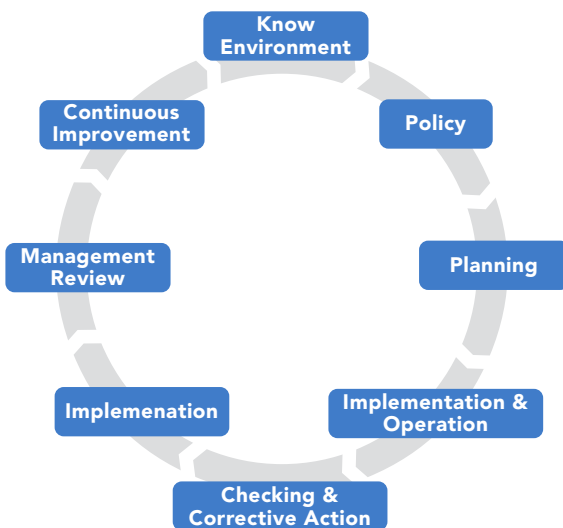 Know
Environment
Policy
Planning
Implementation &
Operation
Checking &
Corrective Action
Implemenation
Management
Review
Continuous
Improvement